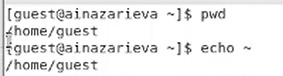 [guest@ainazarieva ~]$ pwd
/home/guest
[guest@ainazarieva ~]$ echo ~
/home/guest